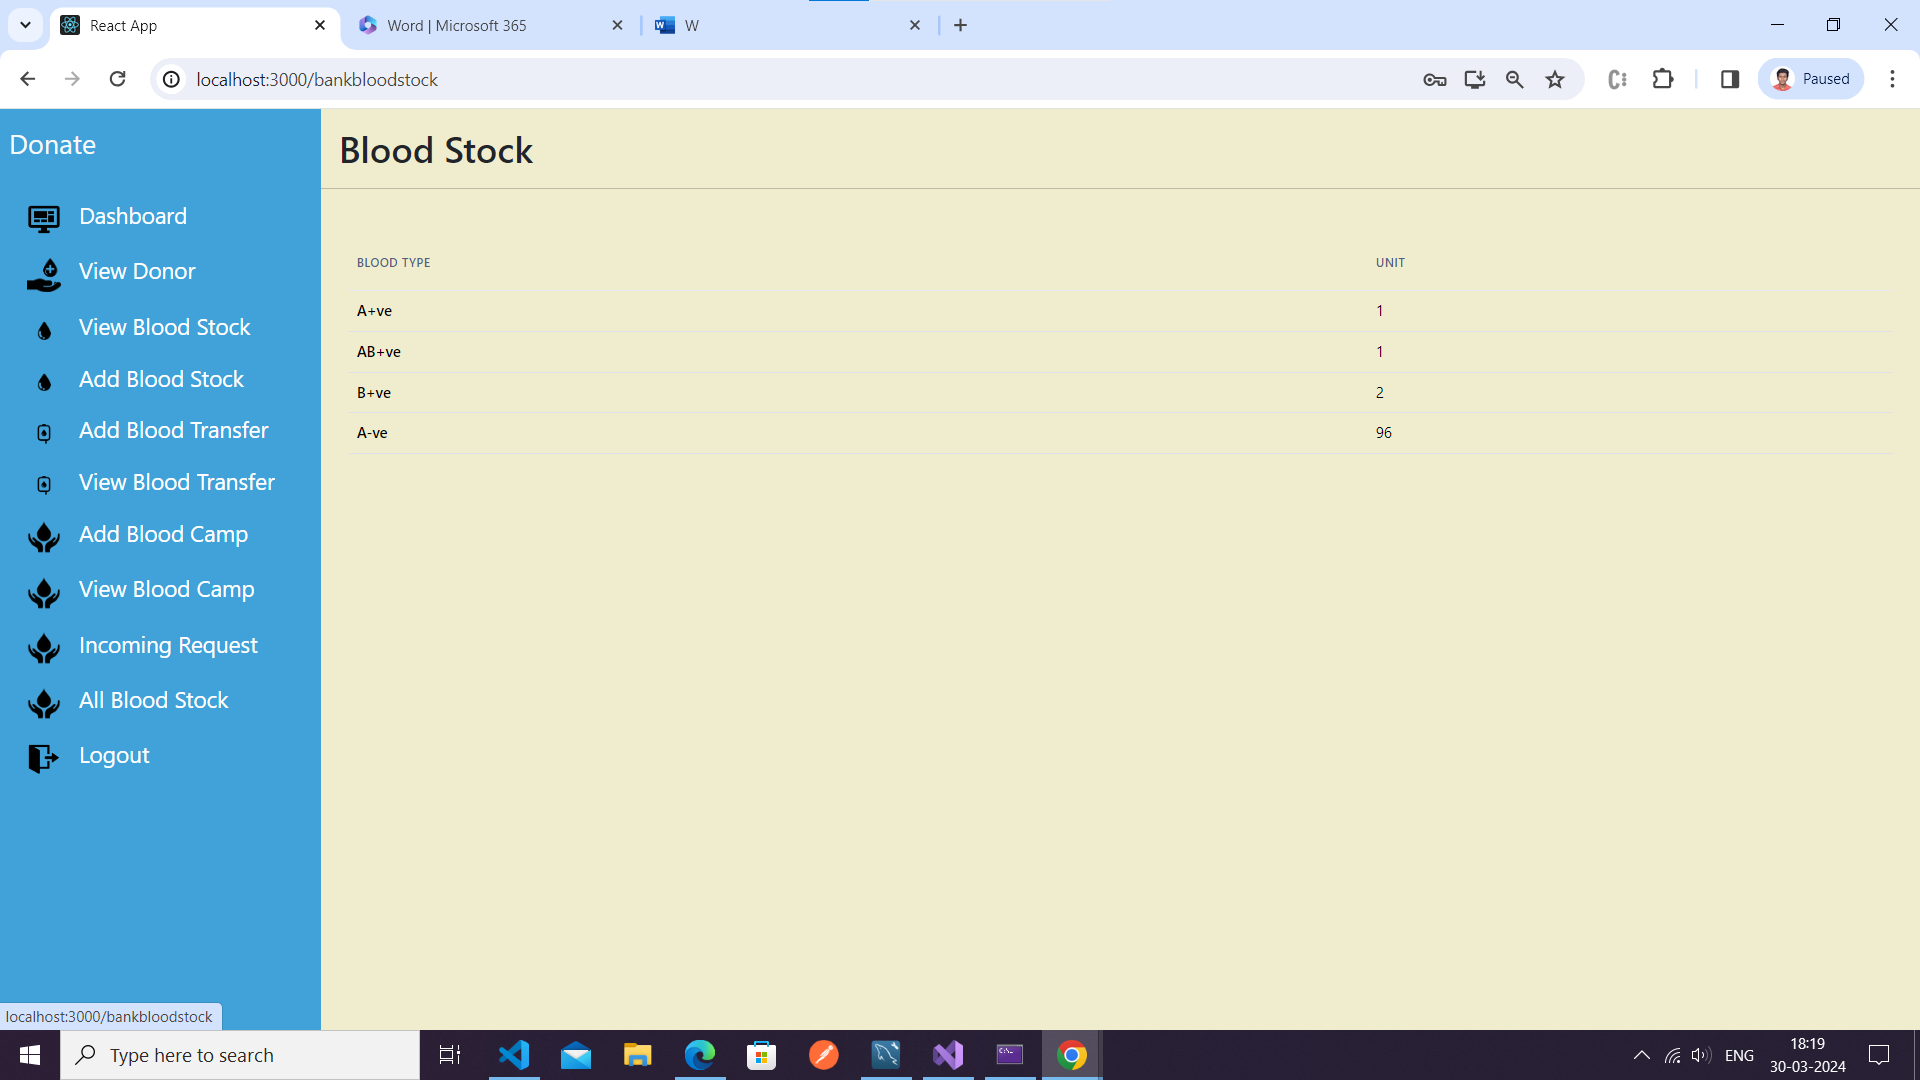 React App
Word | Microsoft 365
W
localhost:3000/bankbloodstock
Paused
Donate
Dashboard
View Donor
View Blood Stock
Add Blood Stock
Add Blood Transfer
View Blood Transfer
Add Blood Camp
View Blood Camp
Incoming Request
All Blood Stock
Logout
Blood Stock
BLOOD TYPE UNIT
A+ve 1
AB+ve 1
B+ve 2
A-ve 96
localhost:3000/bankbloodstock
Type here to search
ENG
18:19
30-03-2024